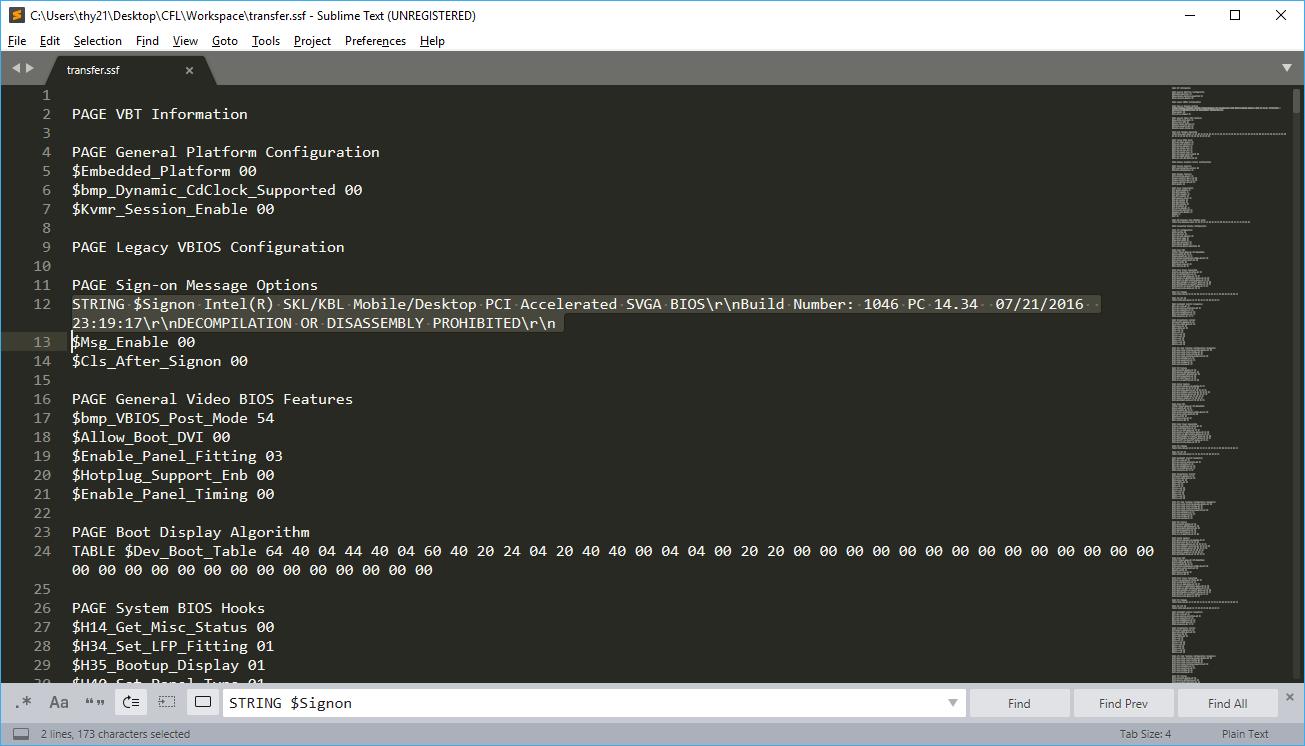 C:\Users\thy21\Desktop\CFL\Workspace\transfer.ssf - Sublime Text (UNREGISTERED)
File Edit Selection Find View Goto Tools Project Preferences Help
transfer.ssf ×
1
2 PAGE VBT Information
3
4 PAGE General Platform Configuration
5 $Embedded_Platform 00
6 $bmp_Dynamic_CdClock_Supported 00
7 $Kvmr_Session_Enable 00
8
9 PAGE Legacy VBIOS Configuration
10
11 PAGE Sign-on Message Options
12 STRING $Signon Intel(R) SKL/KBL Mobile/Desktop PCI Accelerated SVGA BIOS\r\nBuild Number: 1046 PC 14.34  07/21/2016
23:19:17\r\nDECOMPILATION OR DISASSEMBLY PROHIBITED\r\n
13 $Msg_Enable 00
14 $Cls_After_Signon 00
15
16 PAGE General Video BIOS Features
17 $bmp_VBIOS_Post_Mode 54
18 $Allow_Boot_DVI 00
19 $Enable_Panel_Fitting 03
20 $Hotplug_Support_Enb 00
21 $Enable_Panel_Timing 00
22
23 PAGE Boot Display Algorithm
24 TABLE $Dev_Boot_Table 64 40 04 44 40 04 60 40 20 24 04 20 40 40 00 04 04 00 20 20 00 00 00 00 00 00 00 00 00 00 00 00 00 00
00 00 00 00 00 00 00 00 00 00 00 00 00 00
25
26 PAGE System BIOS Hooks
27 $H14_Get_Misc_Status 00
28 $H34_Set_LFP_Fitting 01
29 $H35_Bootup_Display 01
30 $H40_Set_Panel_Type 01
.* Aa “” STRING $Signon Find Find Prev Find All ×
2 lines, 173 characters selected Tab Size: 4 Plain Text